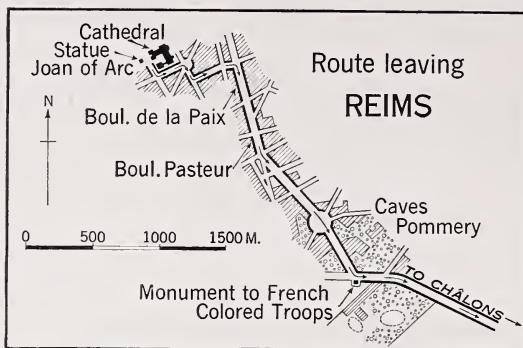 Cathedral
Statue
Joan of Arc
Route leaving
REIMS
N
Boul. de la Paix
Boul. Pasteur
Caves
Pommery
0 500 1000 1500 M.
TO CHÂLONS
Monument to French
Colored Troops